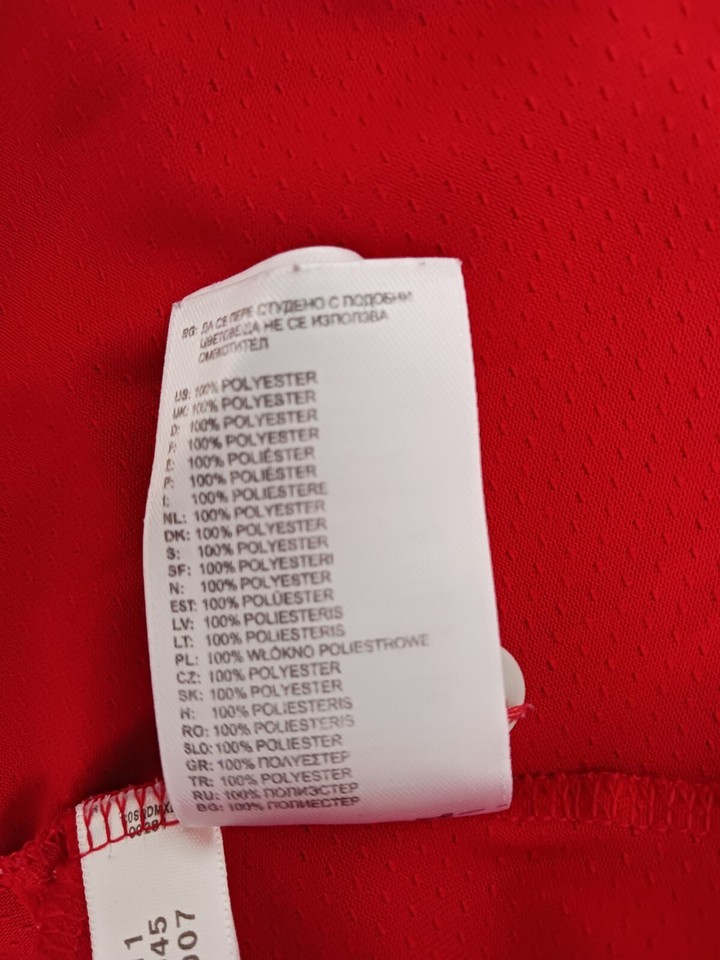 BG: ДА СЕ ПЕРЕ СТУДЕНО С ПОДОБНИ
ЦВЕТОВЕ ДА НЕ СЕ ИЗПОЛЗВА
ОМЕКОТИТЕЛ
US: 100% POLYESTER
UK: 100% POLYESTER
D: 100% POLYESTER
F: 100% POLYESTER
E: 100% POLIÉSTER
P: 100% POLIÉSTER
I: 100% POLIESTERE
NL: 100% POLYESTER
DK: 100% POLYESTER
S: 100% POLYESTER
SF: 100% POLYESTERI
N: 100% POLYESTER
EST: 100% POLÜESTER
LV: 100% POLIESTERIS
LT: 100% POLIESTERIS
PL: 100% WŁÓKNO POLIESTROWE
CZ: 100% POLYESTER
SK: 100% POLYESTER
H: 100% POLIESTERIS
RO: 100% POLIESTERIS
SLO: 100% POLIESTER
GR: 100% ΠΟΛΥΕΣΤΕΡ
TR: 100% POLYESTER
RU: 100% ПОЛИЭСТЕР
BG: 100% ПОЛИЕСТЕР